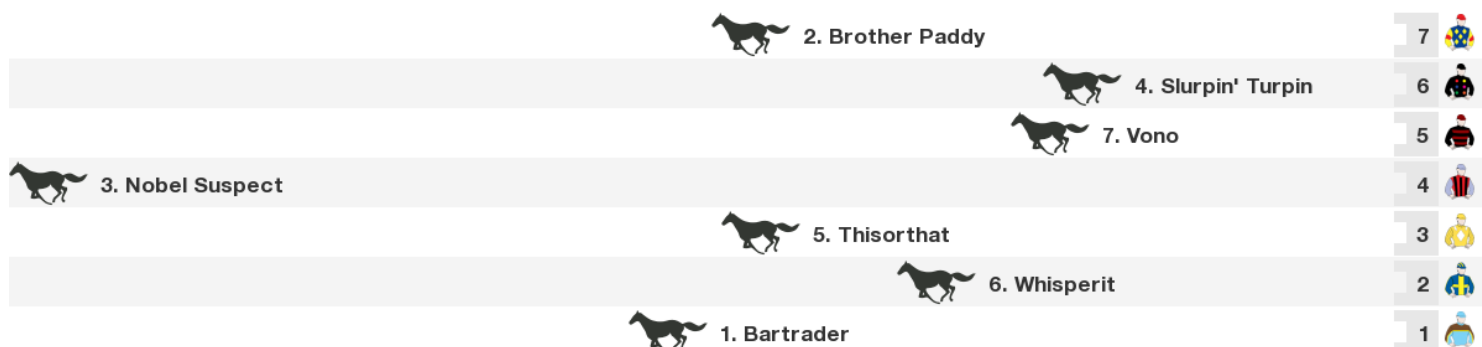 2. Brother Paddy 7
4. Slurpin' Turpin 6
7. Vono 5
3. Nobel Suspect 4
5. Thisorthat 3
6. Whisperit 2
1. Bartrader 1